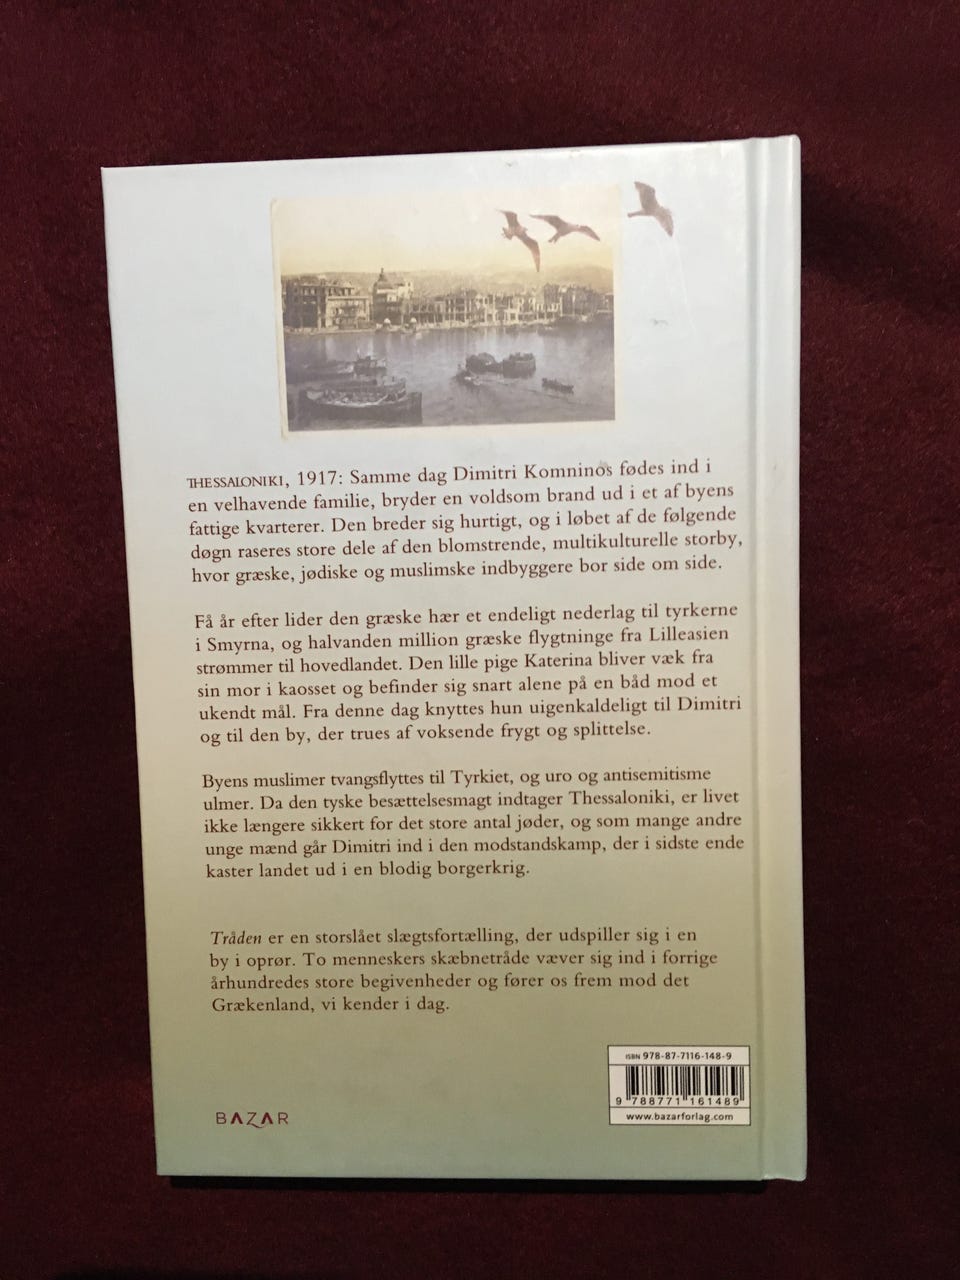 THESSALONIKI, 1917: Samme dag Dimitri Komninos fødes ind i
en velhavende familie, bryder en voldsom brand ud i et af byens
fattige kvarterer. Den breder sig hurtigt, og i løbet af de følgende
døgn raseres store dele af den blomstrende, multikulturelle storby,
hvor græske, jødiske og muslimske indbyggere bor side om side.
Få år efter lider den græske hær et endeligt nederlag til tyrkerne
i Smyrna, og halvanden million græske flygtninge fra Lilleasien
strømmer til hovedlandet. Den lille pige Katerina bliver væk fra
sin mor i kaosset og befinder sig snart alene på en båd mod et
ukendt mål. Fra denne dag knyttes hun uigenkaldeligt til Dimitri
og til den by, der trues af voksende frygt og splittelse.
Byens muslimer tvangsflyttes til Tyrkiet, og uro og antisemitisme
ulmer. Da den tyske besættelsesmagt indtager Thessaloniki, er livet
ikke længere sikkert for det store antal jøder, og som mange andre
unge mænd går Dimitri ind i den modstandskamp, der i sidste ende
kaster landet ud i en blodig borgerkrig.
Tråden er en storslået slægtsfortælling, der udspiller sig i en
by i oprør. To menneskers skæbnetråde væver sig ind i forrige
århundredes store begivenheder og fører os frem mod det
Grækenland, vi kender i dag.
ISBN 978-87-7116-148-9
9 788771 161489
www.bazarforlag.com
BAZAR